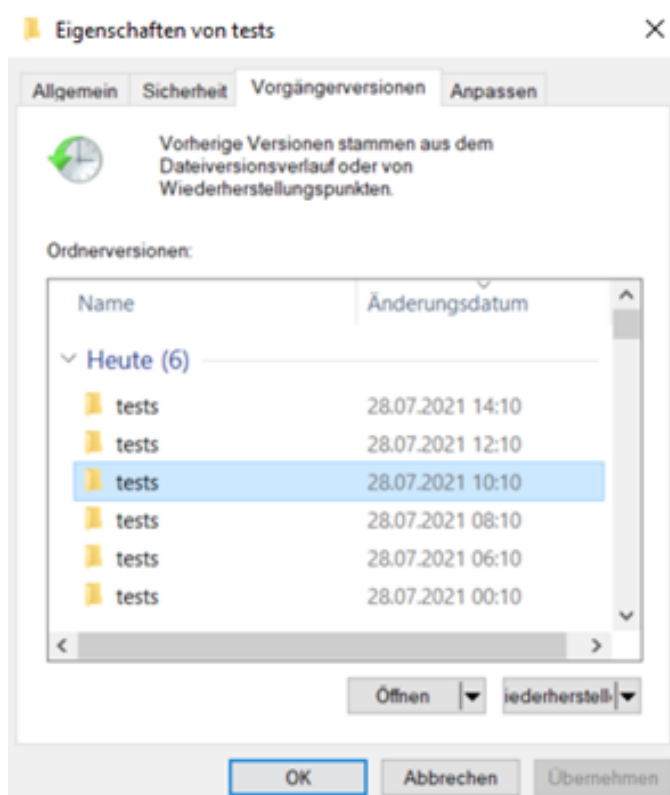 Eigenschaften von tests
Allgemein Sicherheit Vorgängerversionen Anpassen
Vorherige Versionen stammen aus dem
Dateiversionsverlauf oder von
Wiederherstellungspunkten.
Ordnerversionen:
Name Änderungsdatum
Heute (6)
tests 28.07.2021 14:10
tests 28.07.2021 12:10
tests 28.07.2021 10:10
tests 28.07.2021 08:10
tests 28.07.2021 06:10
tests 28.07.2021 00:10
Öffnen iederherstell
OK Abbrechen Übernehmen